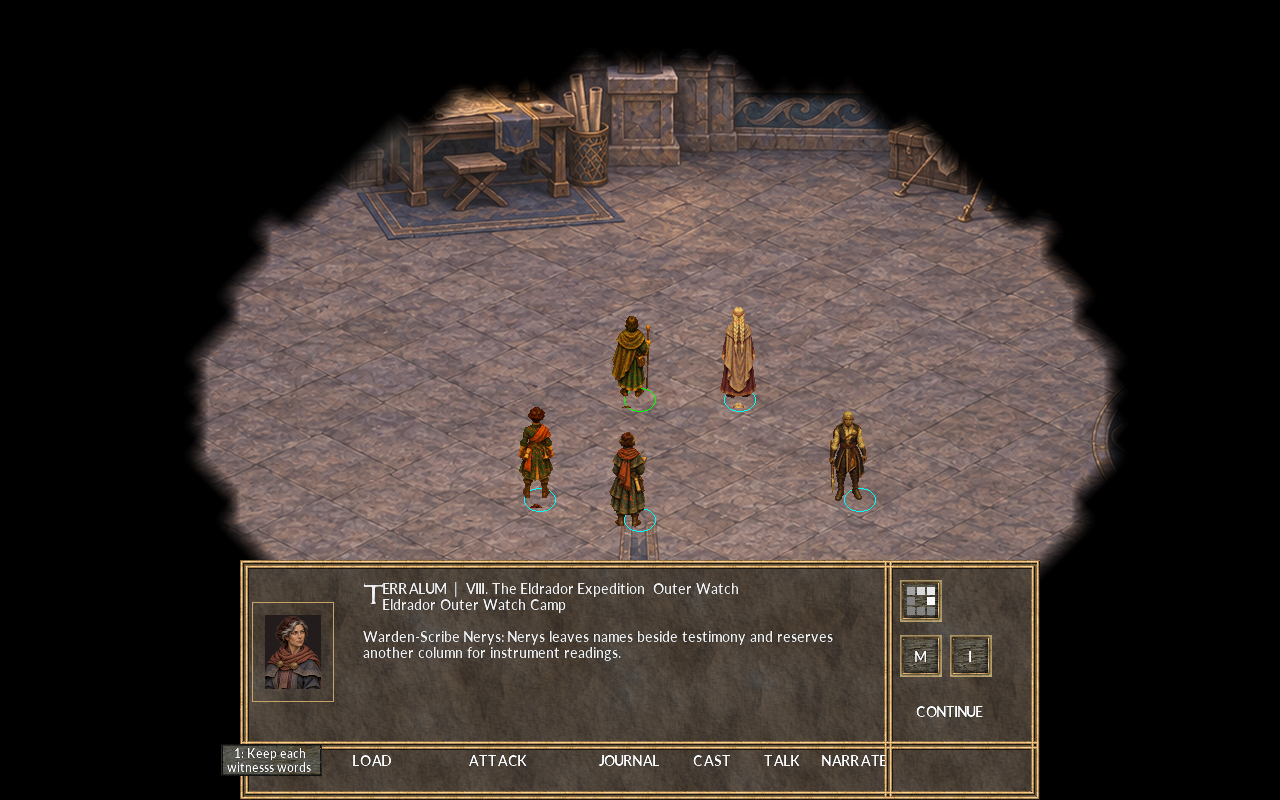 TERRALUM | VIII. The Eldrador Expedition Outer Watch
Eldrador Outer Watch Camp
Warden-Scribe Nerys: Nerys leaves names beside testimony and reserves
another column for instrument readings.
M I
CONTINUE
1: Keep each
witnesss words
LOAD ATTACK JOURNAL CAST TALK NARRATE